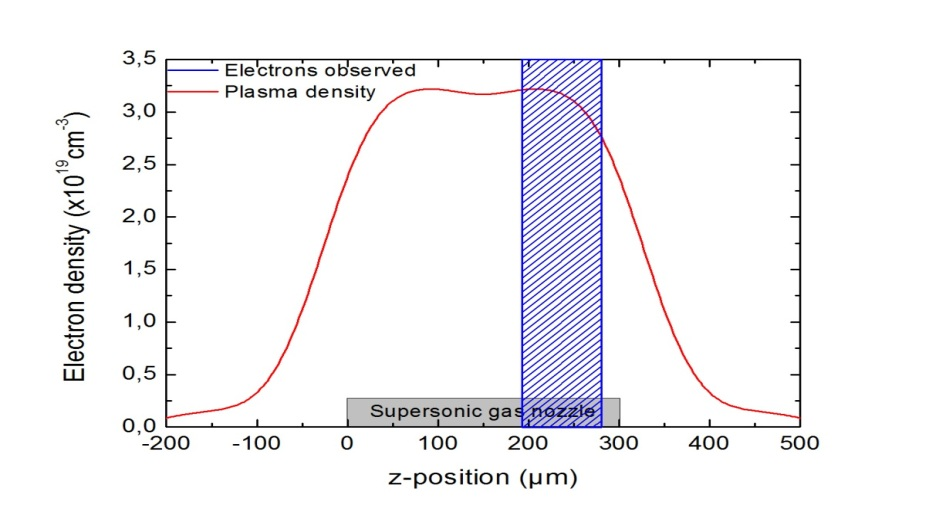 3,5
3,0
2,5
2,0
1,5
1,0
0,5
0,0
Electron density (x10¹⁹cm⁻³)
Electrons observed
Plasma density
Supersonic gas nozzle
-200 -100 0 100 200 300 400 500
z-position (µm)